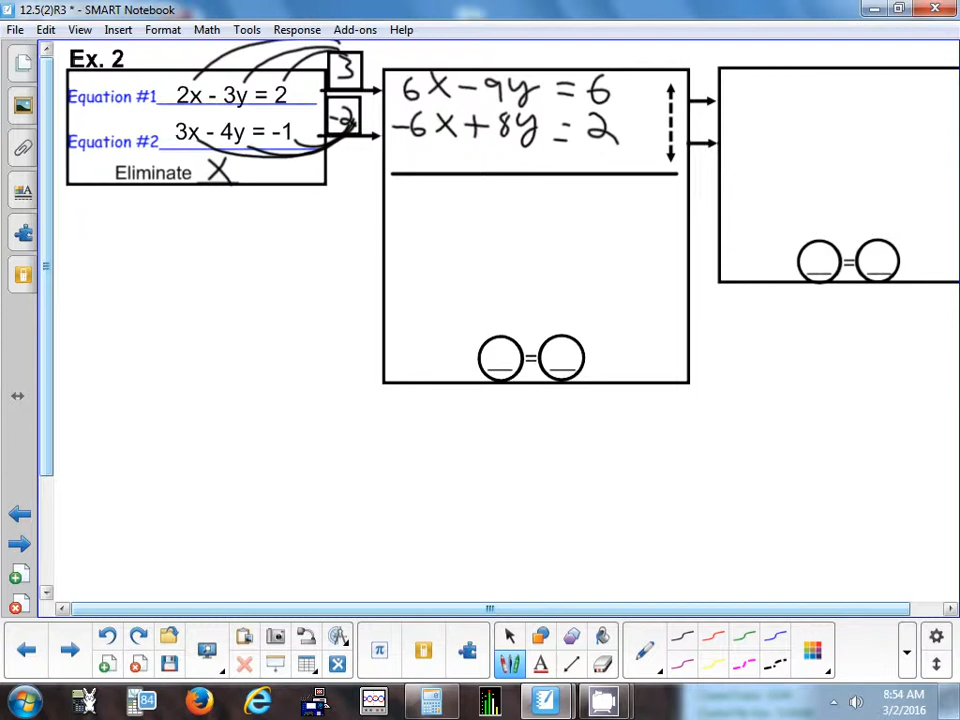 12.5(2)R3 * - SMART Notebook
File Edit View Insert Format Math Tools Response Add-ons Help
Ex. 2
Equation #1 2x - 3y = 2
3
Equation #2 3x - 4y = -1
-2
Eliminate X
6x - 9y = 6
-6x + 8y = 2
=
=
A
π
84
8:54 AM
3/2/2016